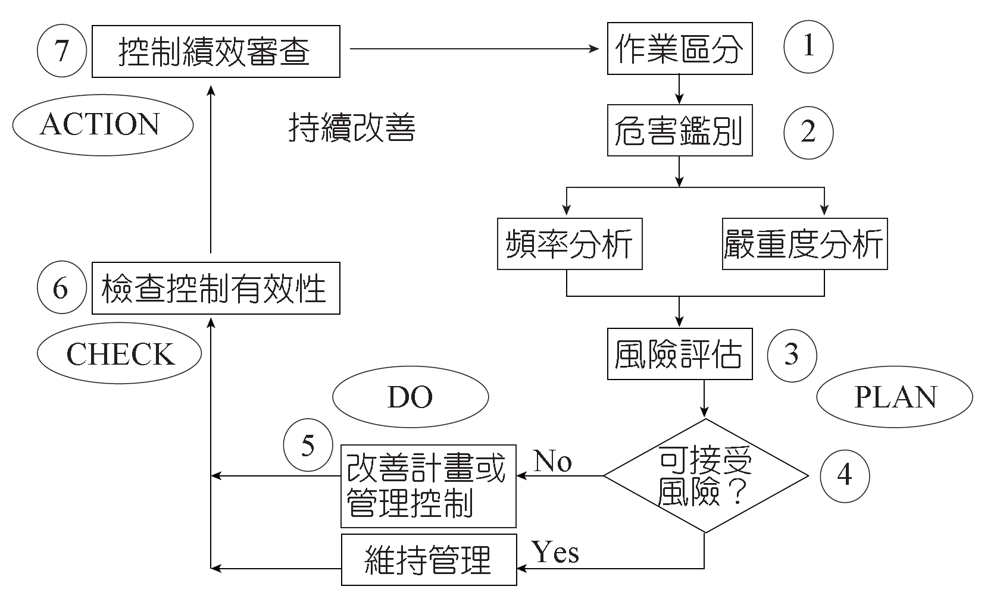 7
控制績效審查
作業區分
1
ACTION
持續改善
危害鑑別
2
頻率分析
嚴重度分析
6
檢查控制有效性
CHECK
風險評估
3
DO
PLAN
5
改善計畫或
管理控制
No
可接受
風險？
4
維持管理
Yes